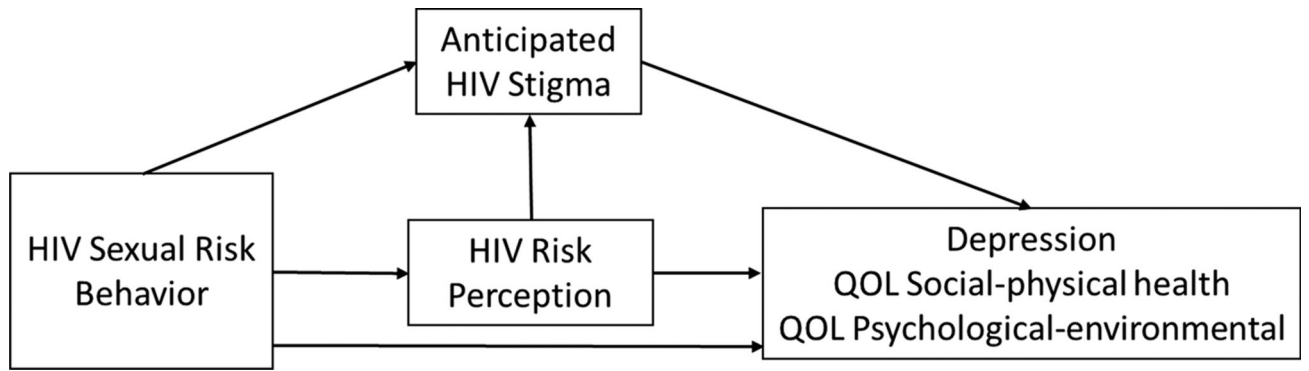 Anticipated
HIV Stigma
HIV Sexual Risk
Behavior
HIV Risk
Perception
Depression
QOL Social-physical health
QOL Psychological-environmental